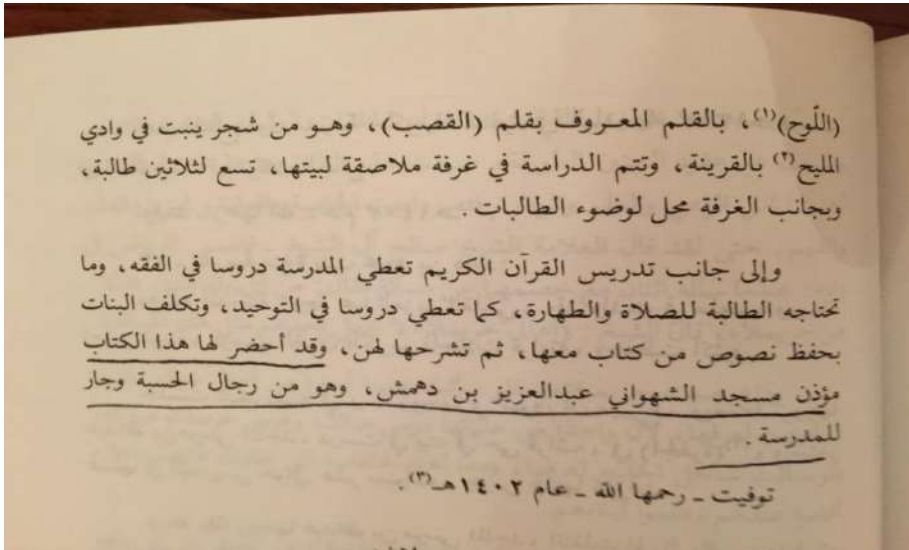 (اللّوح)(١)، بالقلم المعروف بقلم (القصب)، وهو من شجر ينبت في وادي
المليح(٢) بالقرينة، وتتم الدراسة في غرفة ملاصقة لبيتها، تسع لثلاثين طالبة،
وبجانب الغرفة محل لوضوء الطالبات.
وإلى جانب تدريس القرآن الكريم تعطي المدرسة دروسا في الفقه، وما
تحتاجه الطالبة للصلاة والطهارة، كما تعطي دروسا في التوحيد، وتكلف البنات
بحفظ نصوص من كتاب معها، ثم تشرحها لهن، وقد أحضر لها هذا الكتاب
مؤذن مسجد الشهواني عبدالعزيز بن دهمش، وهو من رجال الحسبة وجار
للمدرسة.
توفيت ـ رحمها الله ـ عام ١٤٠٢هـ(٣).